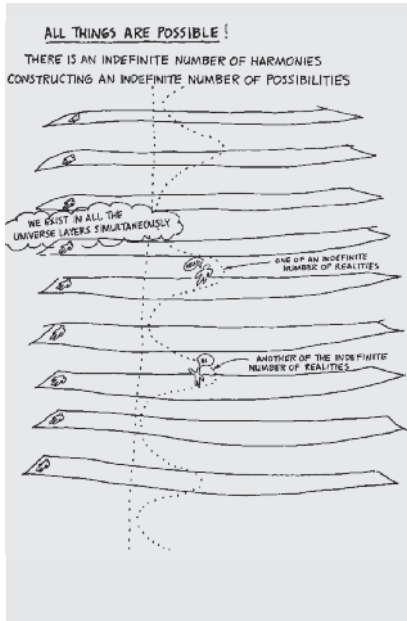 ALL THINGS ARE POSSIBLE!
THERE IS AN INDEFINITE NUMBER OF HARMONIES
CONSTRUCTING AN INDEFINITE NUMBER OF POSSIBILITIES
WE EXIST IN ALL THE
UNIVERSE LAYERS SIMULTANEOUSLY
ONE OF AN INDEFINITE
NUMBER OF REALITIES
HI
ANOTHER OF THE INDEFINITE
NUMBER OF REALITIES